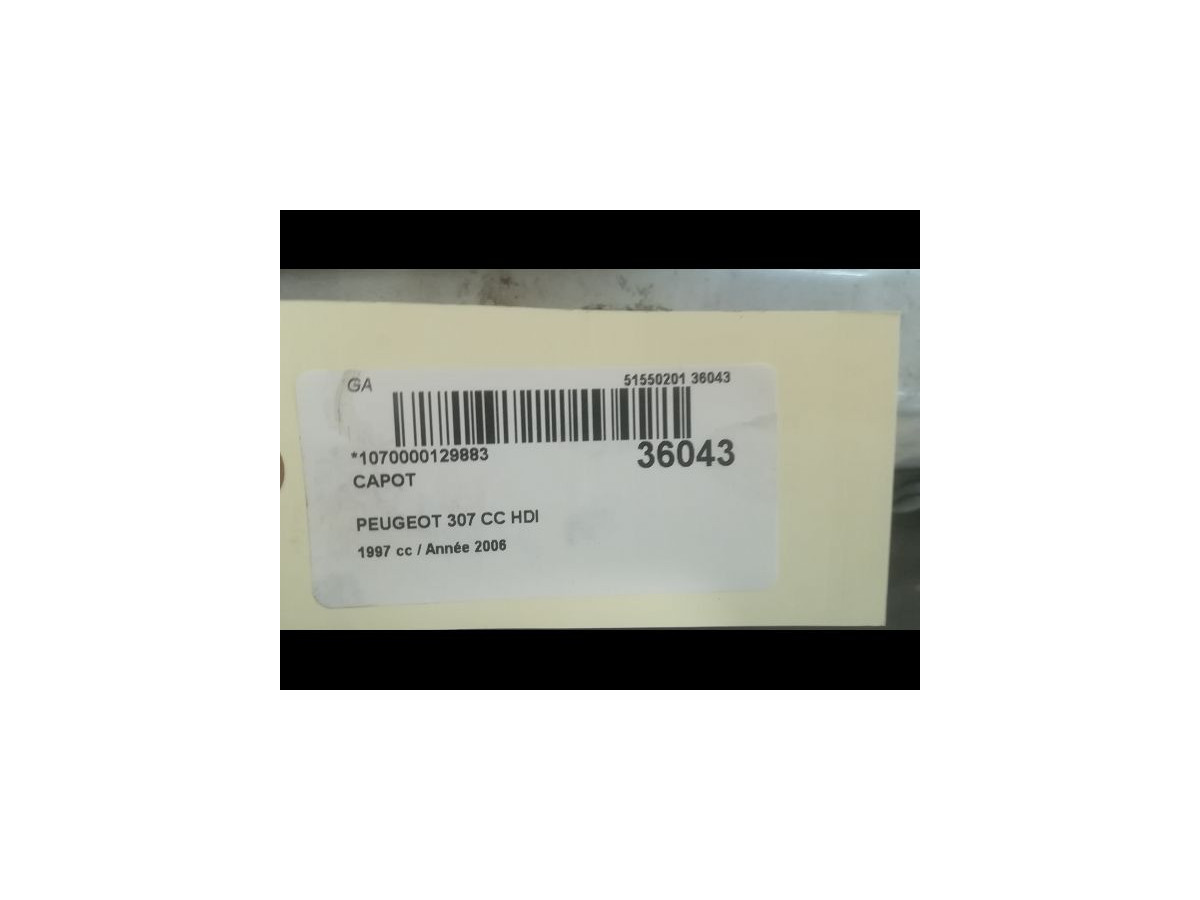 GA 51550201 36043
*1070000129883 36043
CAPOT
PEUGEOT 307 CC HDI
1997 cc / Année 2006